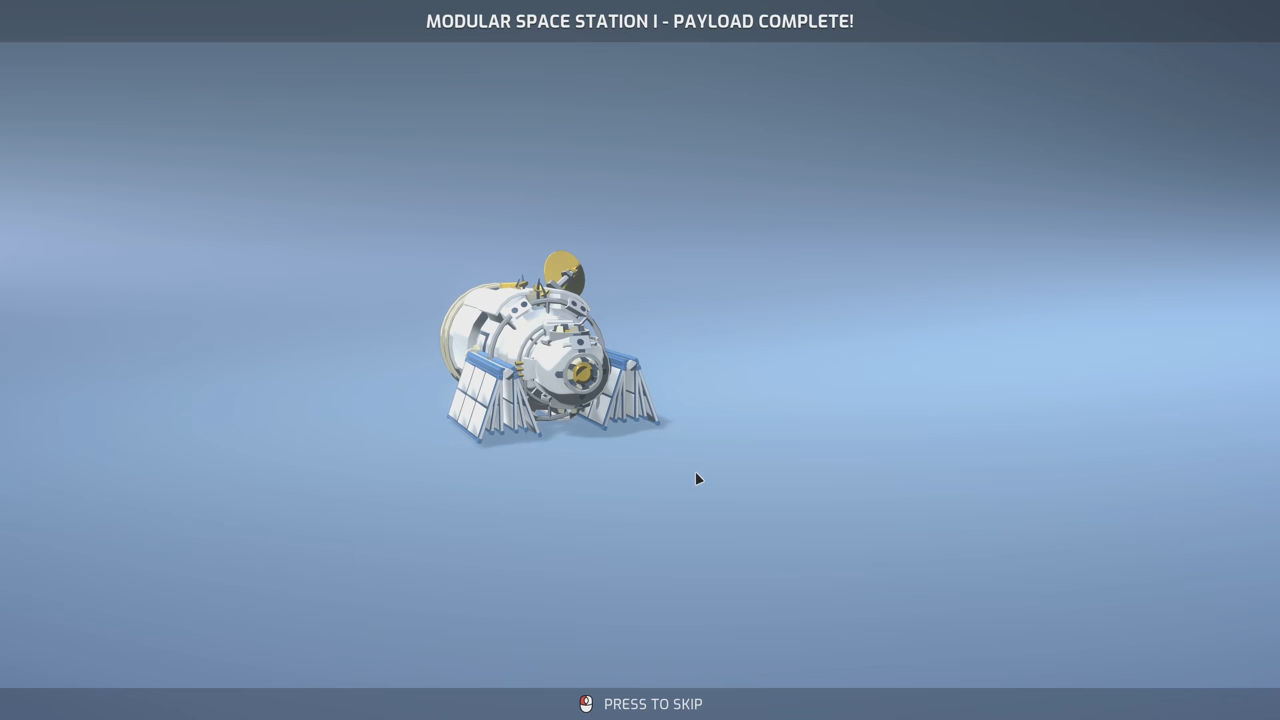 MODULAR SPACE STATION I - PAYLOAD COMPLETE!
PRESS TO SKIP